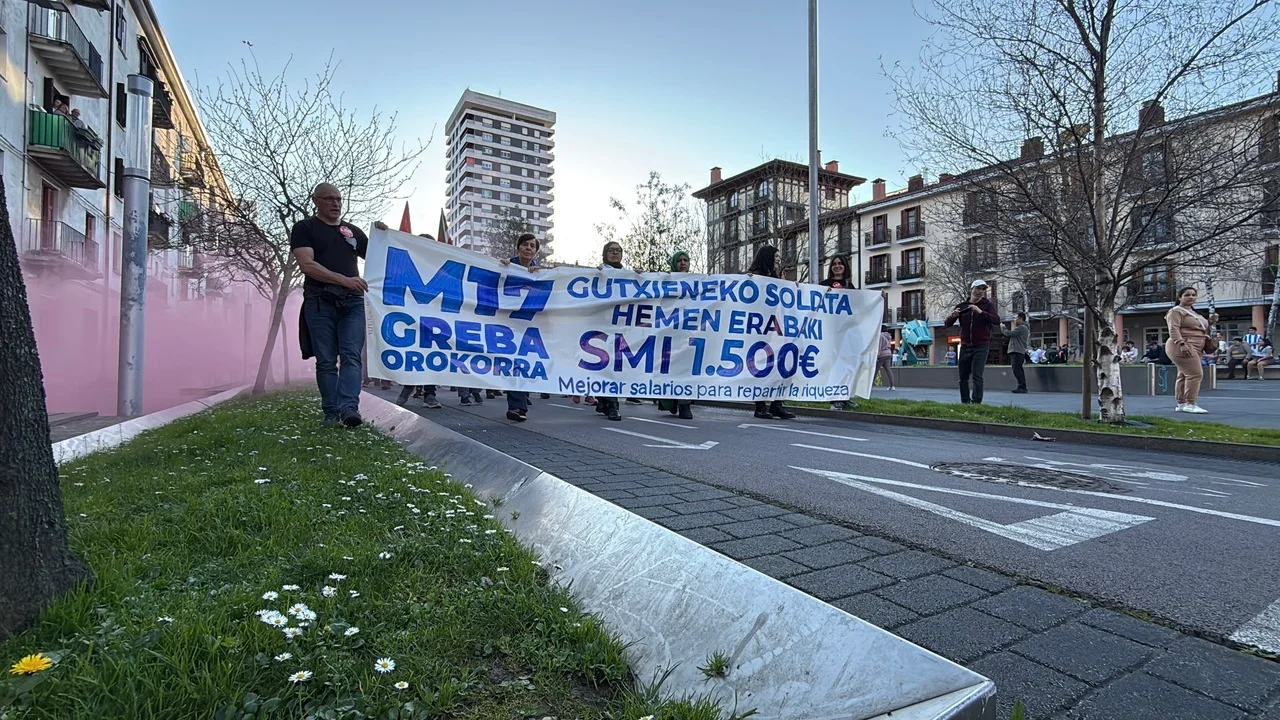 M17
GREBA
OROKORRA
GUTXIENEKO SOLDATA
HEMEN ERABAKI
SMI 1.500€
Mejorar salarios para repartir la riqueza